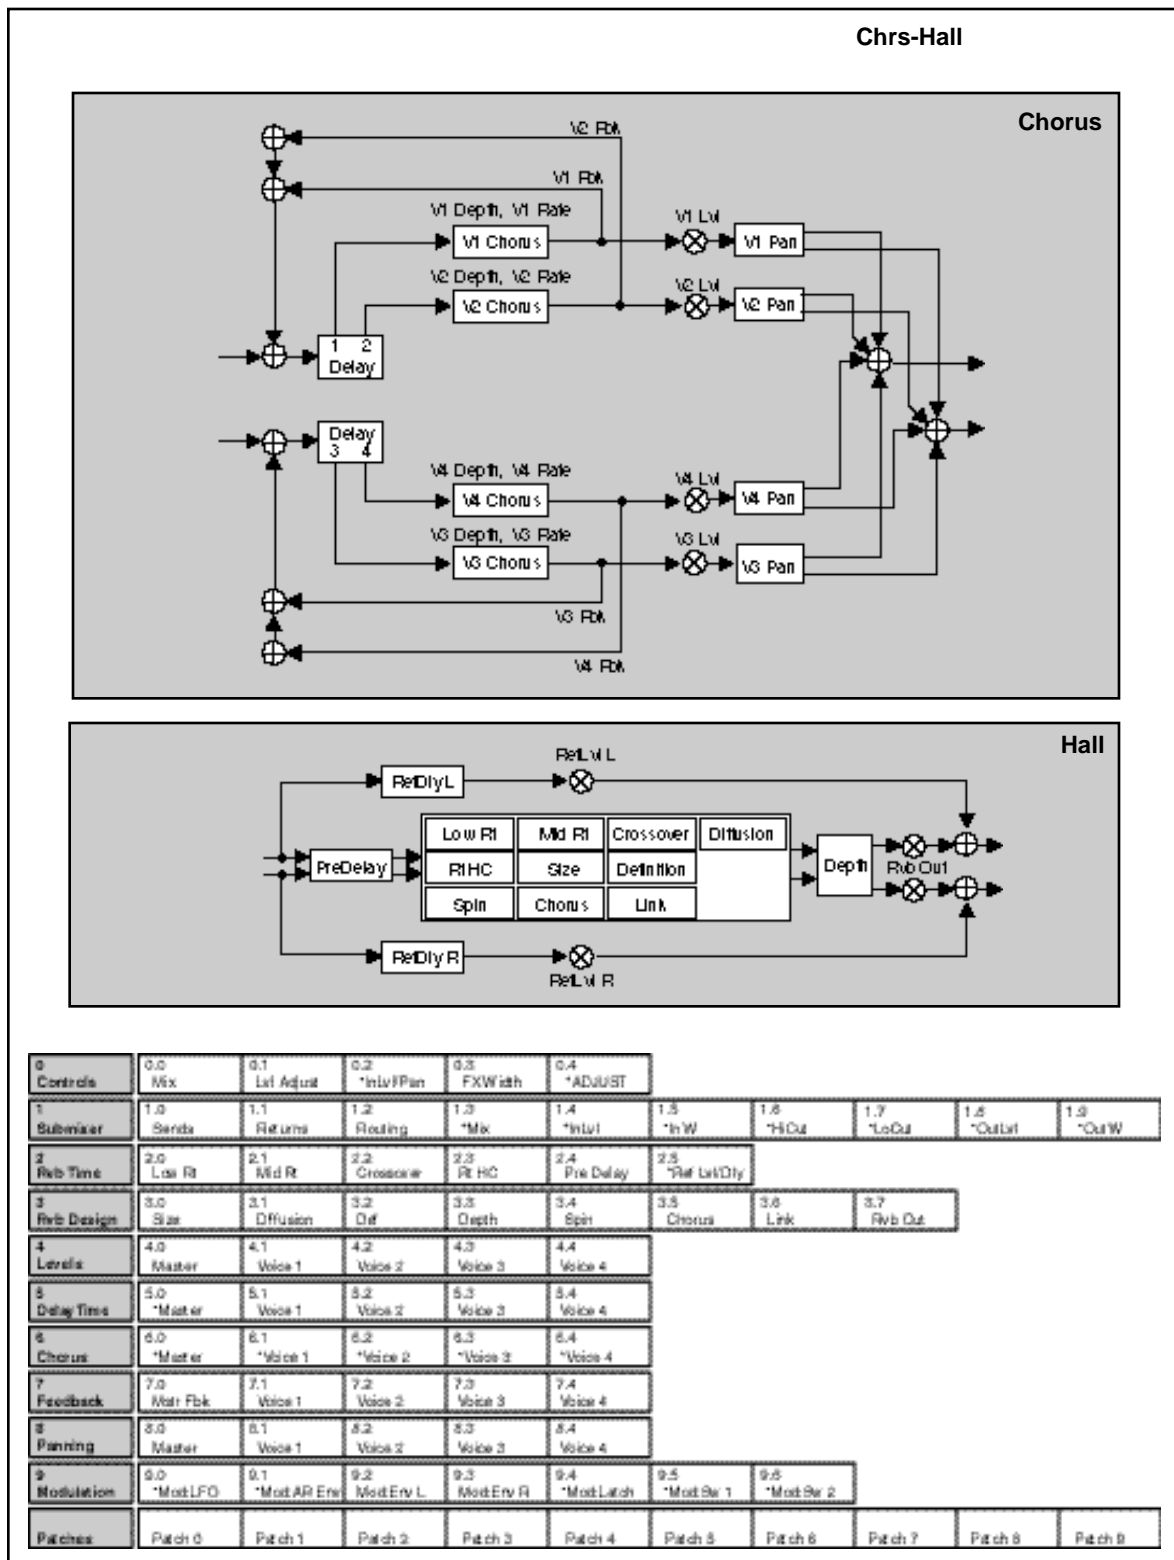 Chrs-Hall
Chorus
V2 Fbk
V1 Fbk
V1 Depth, V1 Rate
V1 Lvl
V1 Chorus
V1 Pan
V2 Depth, V2 Rate
V2 Lvl
V2 Chorus
V2 Pan
1 2
Delay
Delay
3 4
V4 Depth, V4 Rate
V4 Lvl
V4 Chorus
V4 Pan
V3 Depth, V3 Rate
V3 Lvl
V3 Chorus
V3 Pan
V3 Fbk
V4 Fbk
Hall
RefLvl L
RefDly L
Low Rt Mid Rt Crossover Diffusion
PreDelay
Rt HC Size Definition
Depth
Rvb Out
Spin Chorus Link
RefDly R
RefLvl R
0 0.0 0.1 0.2 0.3 0.4
Controls Mix Lvl Adjust *InLvl/Pan FXWidth *ADJUST
1 1.0 1.1 1.2 1.3 1.4 1.5 1.6 1.7 1.8 1.9
Submixer Sends Returns Routing *Mix *InLvl *InW *HiCut *LoCut *OutLvl *OutW
2 2.0 2.1 2.2 2.3 2.4 2.5
Rvb Time Low Rt Mid Rt Crossover Rt HC Pre Delay *Ref Lvl/Dly
3 3.0 3.1 3.2 3.3 3.4 3.5 3.6 3.7
Rvb Design Size Diffusion Def Depth Spin Chorus Link Rvb Out
4 4.0 4.1 4.2 4.3 4.4
Levels Master Voice 1 Voice 2 Voice 3 Voice 4
5 5.0 5.1 5.2 5.3 5.4
Delay Time *Master Voice 1 Voice 2 Voice 3 Voice 4
6 6.0 6.1 6.2 6.3 6.4
Chorus *Master *Voice 1 *Voice 2 *Voice 3 *Voice 4
7 7.0 7.1 7.2 7.3 7.4
Feedback Mstr Fbk Voice 1 Voice 2 Voice 3 Voice 4
8 8.0 8.1 8.2 8.3 8.4
Panning Master Voice 1 Voice 2 Voice 3 Voice 4
9 9.0 9.1 9.2 9.3 9.4 9.5 9.6
Modulation *Mod:LFO *Mod:AR Env Mod:Env L Mod:Env R *Mod:Latch *Mod:Sw 1 *Mod:Sw 2
Patches Patch 0 Patch 1 Patch 2 Patch 3 Patch 4 Patch 5 Patch 6 Patch 7 Patch 8 Patch 9